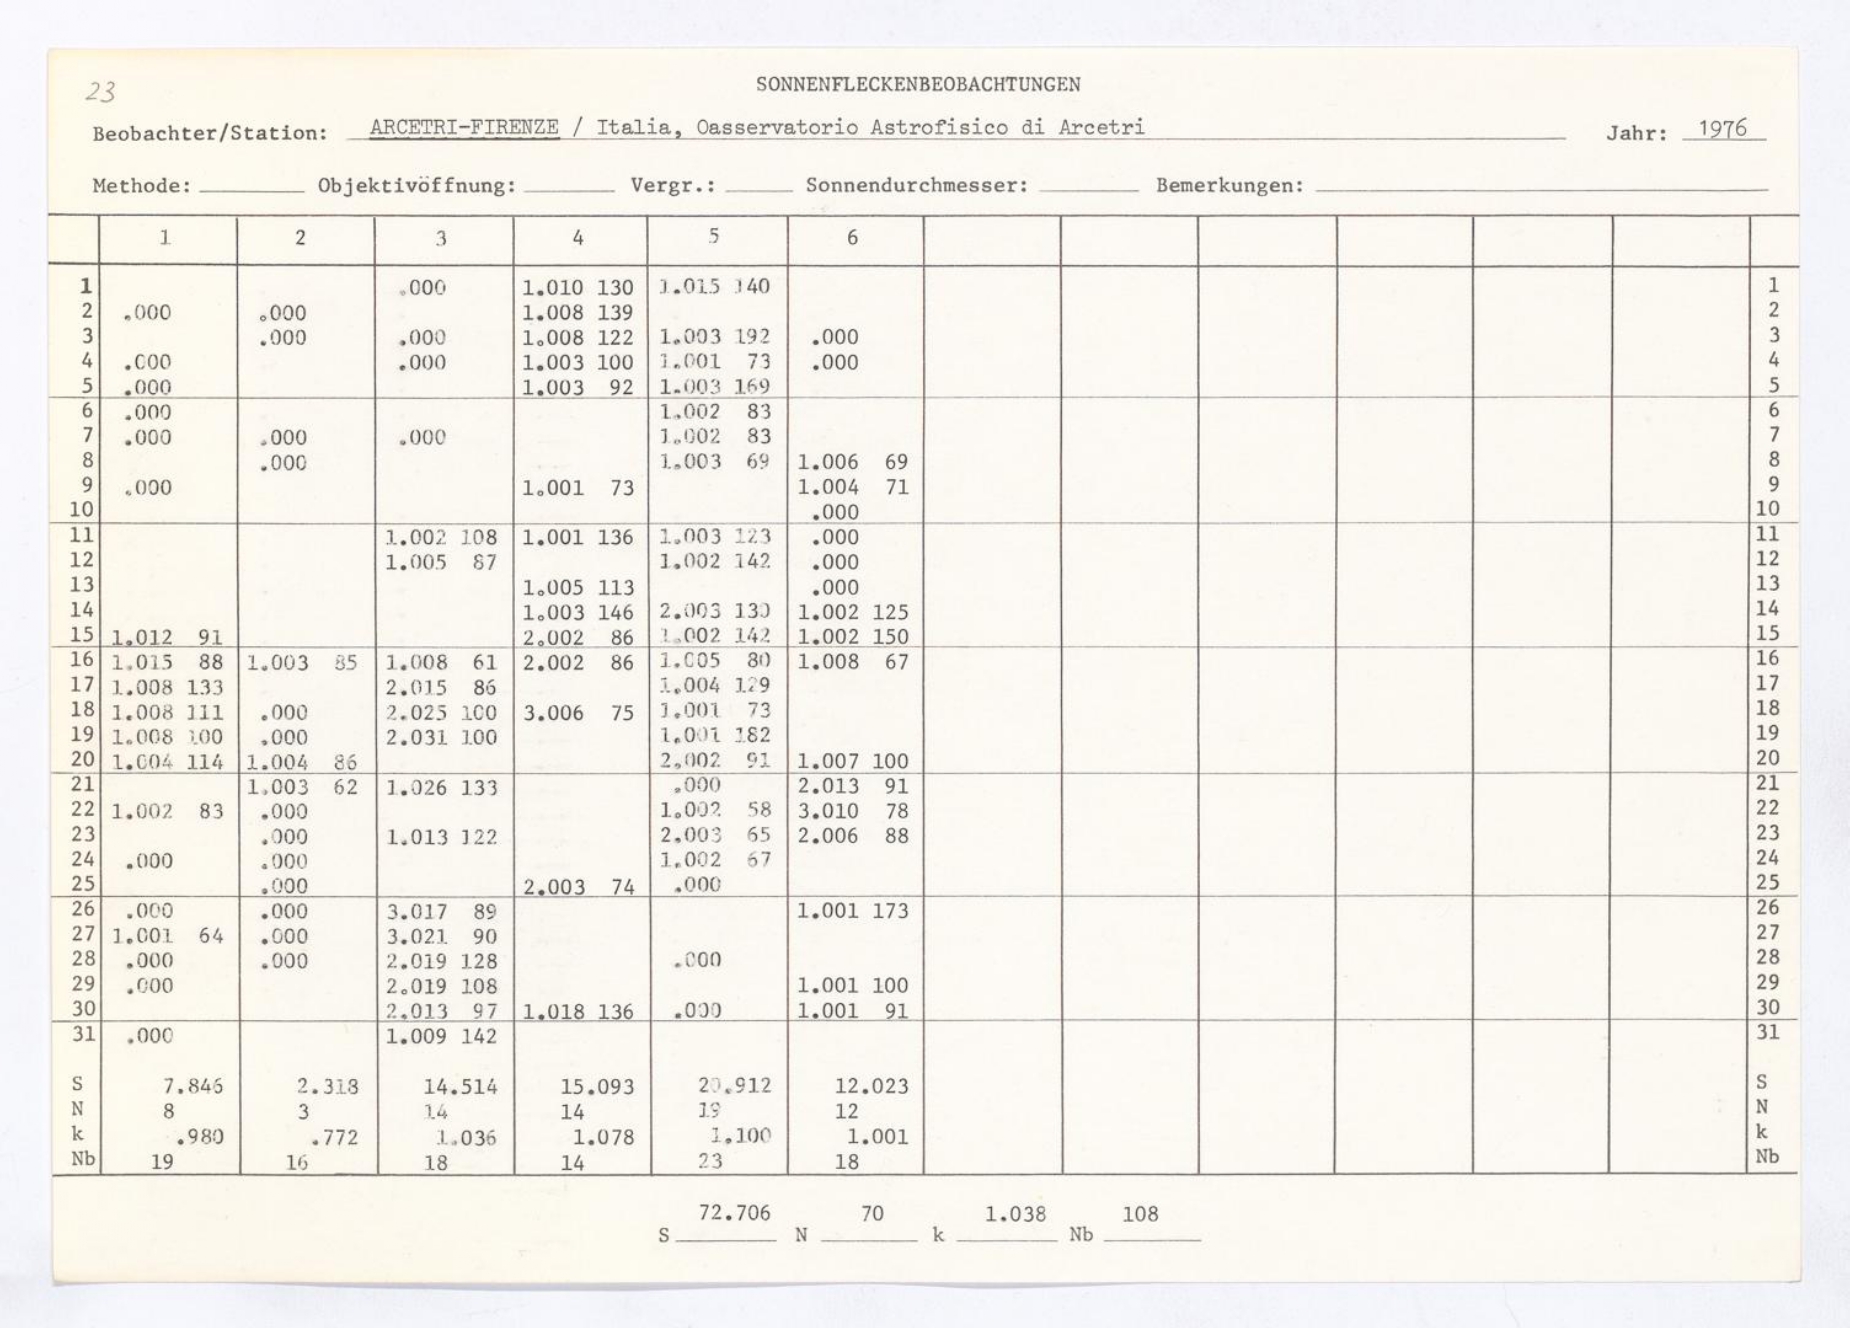 23
SONNENFLECKENBEOBACHTUNGEN
Beobachter/Station: ARCETRI-FIRENZE / Italia, Oasservatorio Astrofisico di Arcetri Jahr: 1976
Methode: Objektivöffnung: Vergr.: Sonnendurchmesser: Bemerkungen:
1 2 3 4 5 6
1 .000 1.010 130 1.015 140 1
2 .000 .000 1.008 139 2
3 .000 .000 1.008 122 1.003 192 .000 3
4 .000 .000 1.003 100 1.001 73 .000 4
5 .000 1.003 92 1.003 169 5
6 .000 1.002 83 6
7 .000 .000 .000 1.002 83 7
8 .000 1.003 69 1.006 69 8
9 .000 1.001 73 1.004 71 9
10 .000 10
11 1.002 108 1.001 136 1.003 123 .000 11
12 1.005 87 1.002 142 .000 12
13 1.005 113 .000 13
14 1.003 146 2.003 130 1.002 125 14
15 1.012 91 2.002 86 1.002 142 1.002 150 15
16 1.015 88 1.003 85 1.008 61 2.002 86 1.005 80 1.008 67 16
17 1.008 133 2.015 86 1.004 129 17
18 1.008 111 .000 2.025 100 3.006 75 1.001 73 18
19 1.008 100 .000 2.031 100 1.001 182 19
20 1.004 114 1.004 86 2.002 91 1.007 100 20
21 1.003 62 1.026 133 .000 2.013 91 21
22 1.002 83 .000 1.002 58 3.010 78 22
23 .000 1.013 122 2.003 65 2.006 88 23
24 .000 .000 1.002 67 24
25 .000 2.003 74 .000 25
26 .000 .000 3.017 89 1.001 173 26
27 1.001 64 .000 3.021 90 27
28 .000 .000 2.019 128 .000 28
29 .000 2.019 108 1.001 100 29
30 2.013 97 1.018 136 .000 1.001 91 30
31 .000 1.009 142 31
S 7.846 2.318 14.514 15.093 20.912 12.023 S
N 8 3 14 14 19 12 N
k .980 .772 1.036 1.078 1.100 1.001 k
Nb 19 16 18 14 23 18 Nb
S 72.706 N 70 k 1.038 Nb 108